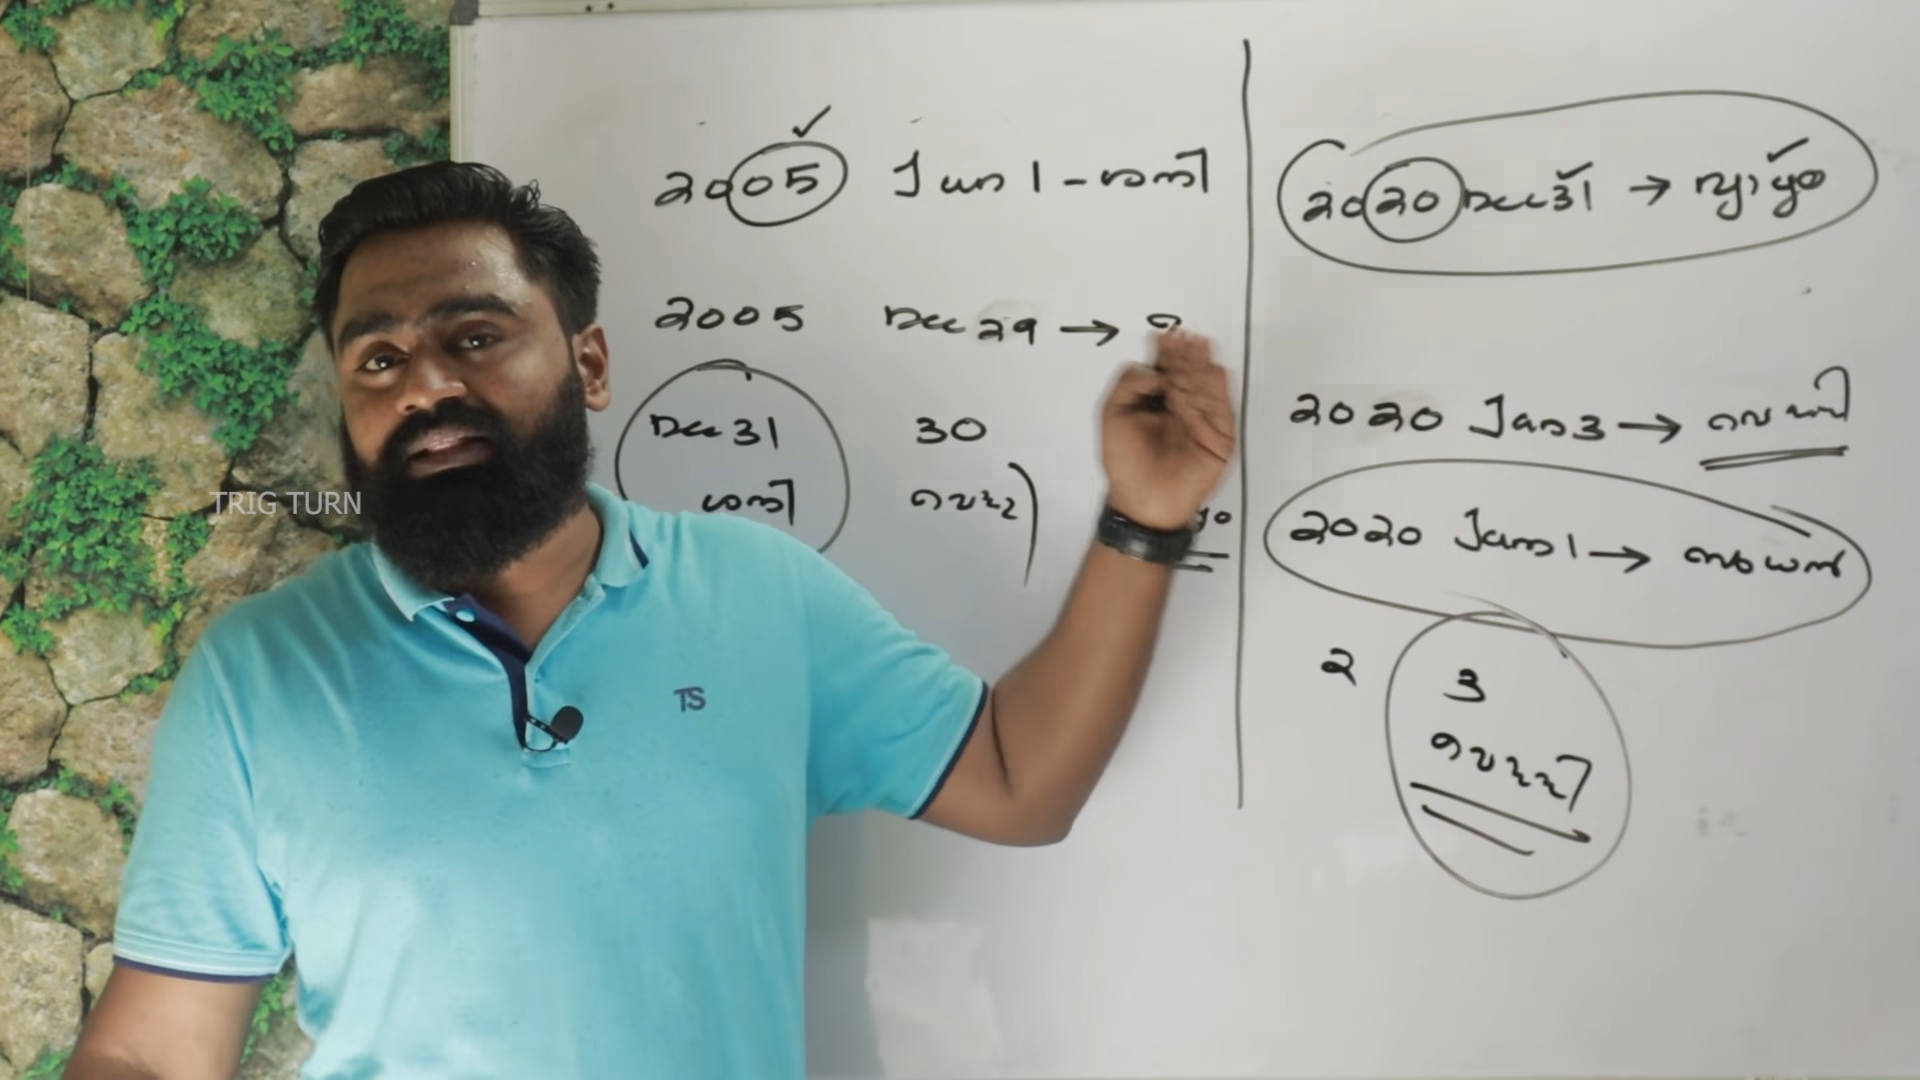 2005 Jan 1 - ശനി
2005 Dec 29 →
Dec 31 30
ശനി വെള്ളി
2020 Dec 31 → വ്യാഴം
2020 Jan 3 → വെള്ളി
2020 Jan 1 → ബുധൻ
2 3
വെള്ളി
TRIG TURN
TS